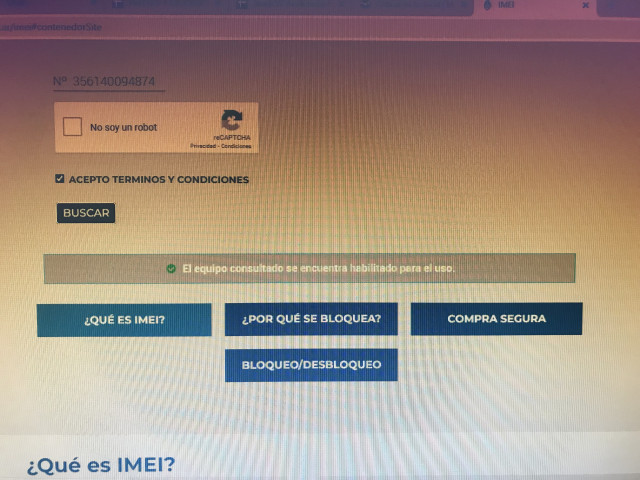 IMEI
Nº 356140094874
No soy un robot
reCAPTCHA
Privacidad - Condiciones
ACEPTO TERMINOS Y CONDICIONES
BUSCAR
El equipo consultado se encuentra habilitado para el uso.
¿QUÉ ES IMEI?
¿POR QUÉ SE BLOQUEA?
COMPRA SEGURA
BLOQUEO/DESBLOQUEO
¿Qué es IMEI?